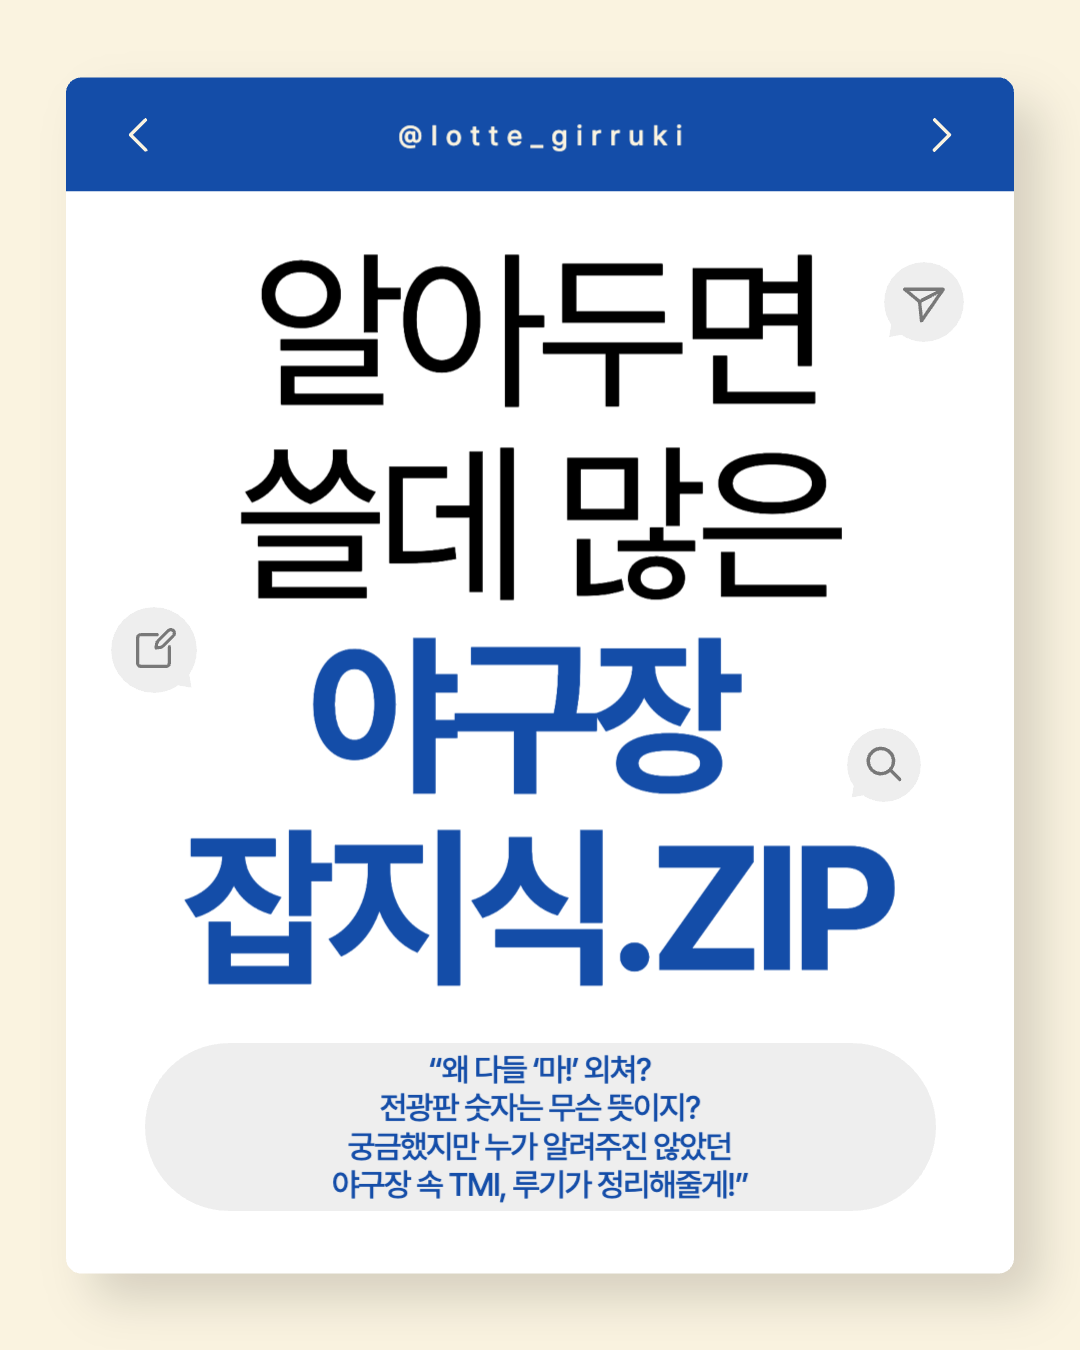 @lotte_girruki
알아두면
쓸데 많은
야구장
잡지식.ZIP
“왜 다들 ‘마!’ 외쳐?
전광판 숫자는 무슨 뜻이지?
궁금했지만 누가 알려주진 않았던
야구장 속 TMI, 루기가 정리해줄게!”